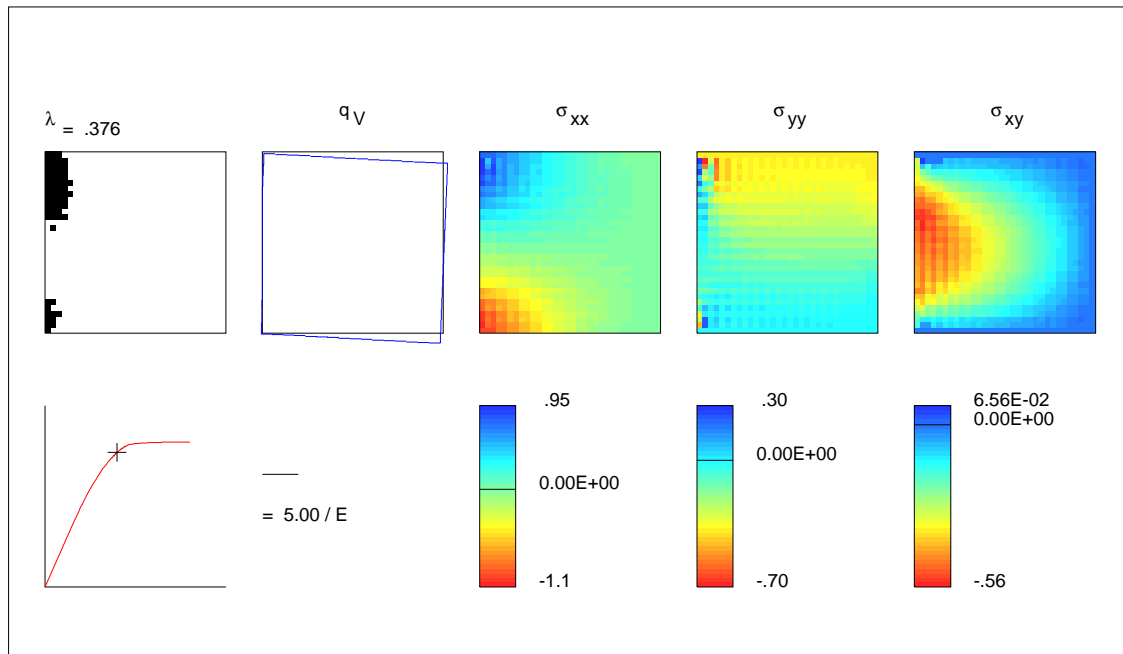 λ = .376
q V
σ xx
σ yy
σ xy
.95
0.00E+00
-1.1
.30
0.00E+00
-.70
6.56E-02
0.00E+00
-.56
= 5.00 / E